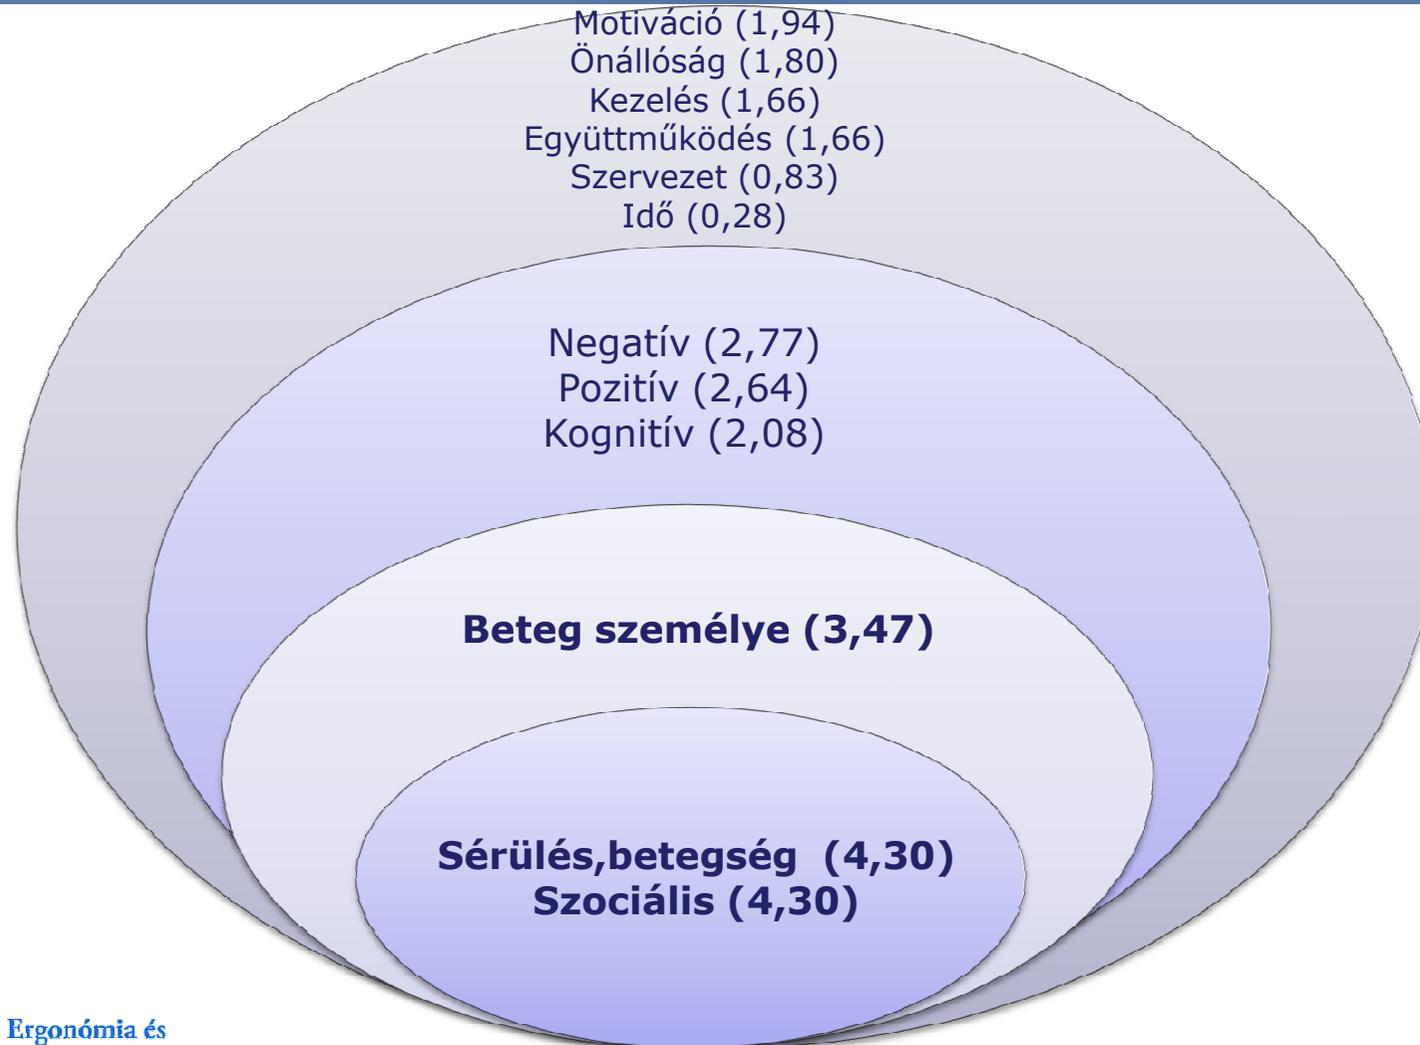 Motiváció (1,94)
Önállóság (1,80)
Kezelés (1,66)
Együttműködés (1,66)
Szervezet (0,83)
Idő (0,28)
Negatív (2,77)
Pozitív (2,64)
Kognitív (2,08)
Beteg személye (3,47)
Sérülés,betegség (4,30)
Szociális (4,30)
Ergonómia és